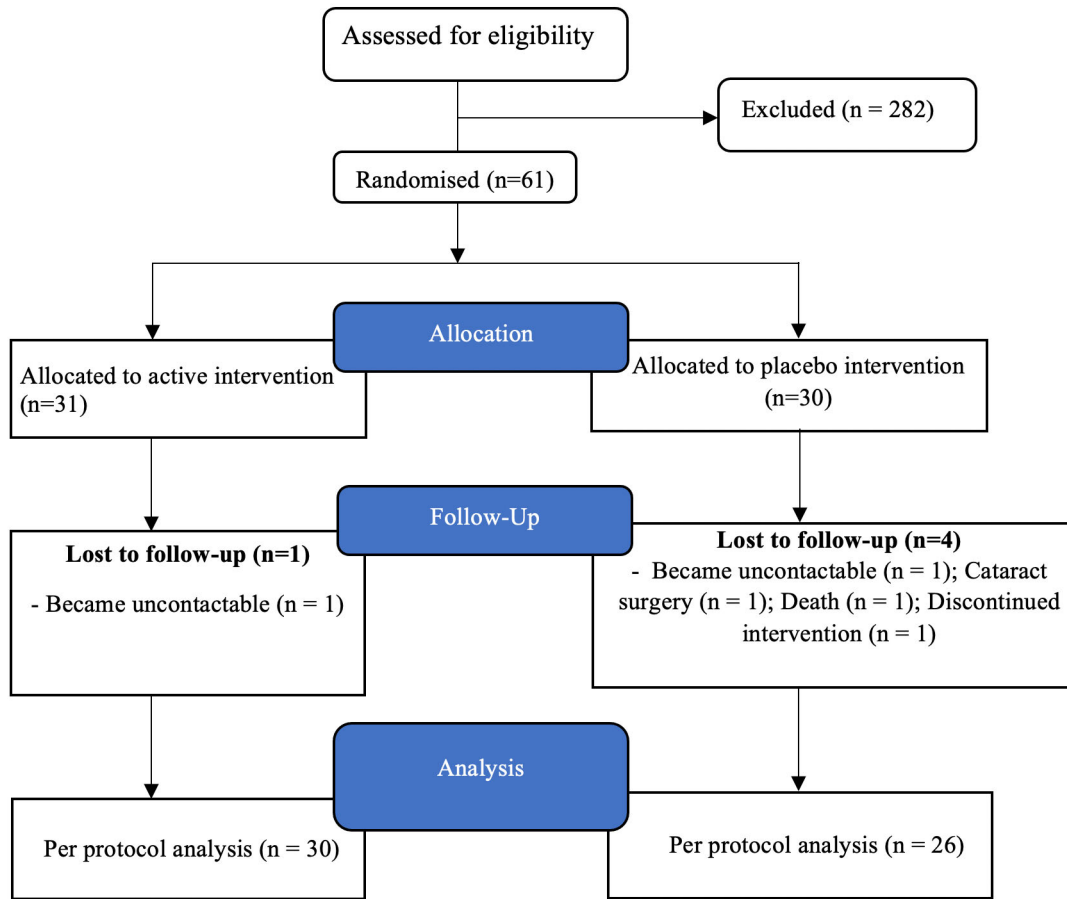 Assessed for eligibility
Excluded (n = 282)
Randomised (n=61)
Allocation
Allocated to active intervention
(n=31)
Allocated to placebo intervention
(n=30)
Follow-Up
Lost to follow-up (n=1)
- Became uncontactable (n = 1)
Lost to follow-up (n=4)
- Became uncontactable (n = 1); Cataract
surgery (n = 1); Death (n = 1); Discontinued
intervention (n = 1)
Analysis
Per protocol analysis (n = 30)
Per protocol analysis (n = 26)